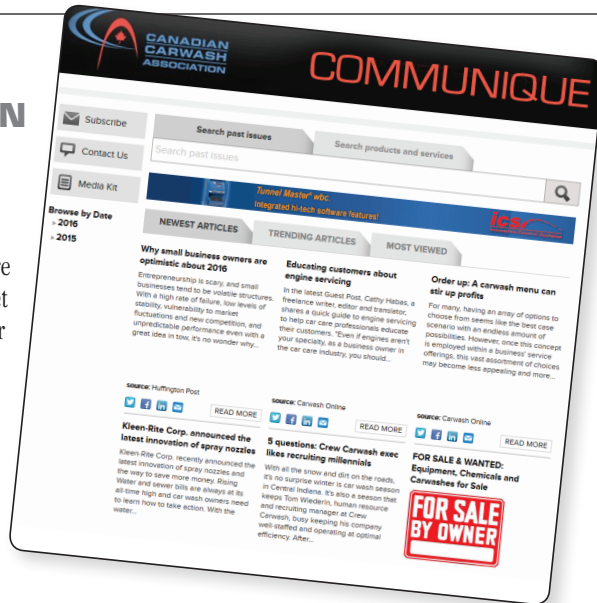 N
re
et
r
CANADIAN
CARWASH
ASSOCIATION
COMMUNIQUE
Subscribe
Contact Us
Media Kit
Browse by Date
» 2016
» 2015
Search past issues
Search products and services
Search past issues
Tunnel Master® wbc.
Integrated hi-tech software features!
ics
NEWEST ARTICLES
TRENDING ARTICLES
MOST VIEWED
Why small business owners are
optimistic about 2016
Entrepreneurship is scary, and small
businesses tend to be volatile structures.
With a high rate of failure, low levels of
stability, vulnerability to market
fluctuations and new competition, and
unpredictable performance even with a
great idea in tow, it's no wonder why...
source: Huffington Post
READ MORE
Educating customers about
engine servicing
In the latest Guest Post, Cathy Habas, a
freelance writer, editor and translator,
shares a quick guide to engine servicing
to help car care professionals educate
their customers. "Even if engines aren't
your specialty, as a business owner in
the car care industry, you should...
source: Carwash Online
READ MORE
Order up: A carwash menu can
stir up profits
For many, having an array of options to
choose from seems like the best case
scenario with an endless amount of
possibilities. However, once this concept
is employed within a business' service
offerings, this vast assortment of choices
may become less appealing and more...
source: Carwash Online
READ MORE
Kleen-Rite Corp. announced the
latest innovation of spray nozzles
Kleen-Rite Corp. recently announced the
latest innovation of spray nozzles and
the way to save more money. Rising
Water and sewer bills are always at its
all-time high and car wash owners need
to learn how to take action. With the
water...
5 questions: Crew Carwash exec
likes recruiting millennials
With all the snow and dirt on the roads,
it's no surprise winter is car wash season
in Central Indiana. It's also a season that
keeps Tom Wiederin, human resource
and recruiting manager at Crew
Carwash, busy keeping his company
well-staffed and operating at optimal
efficiency. After...
FOR SALE & WANTED:
Equipment, Chemicals and
Carwashes for Sale
FOR SALE
BY OWNER